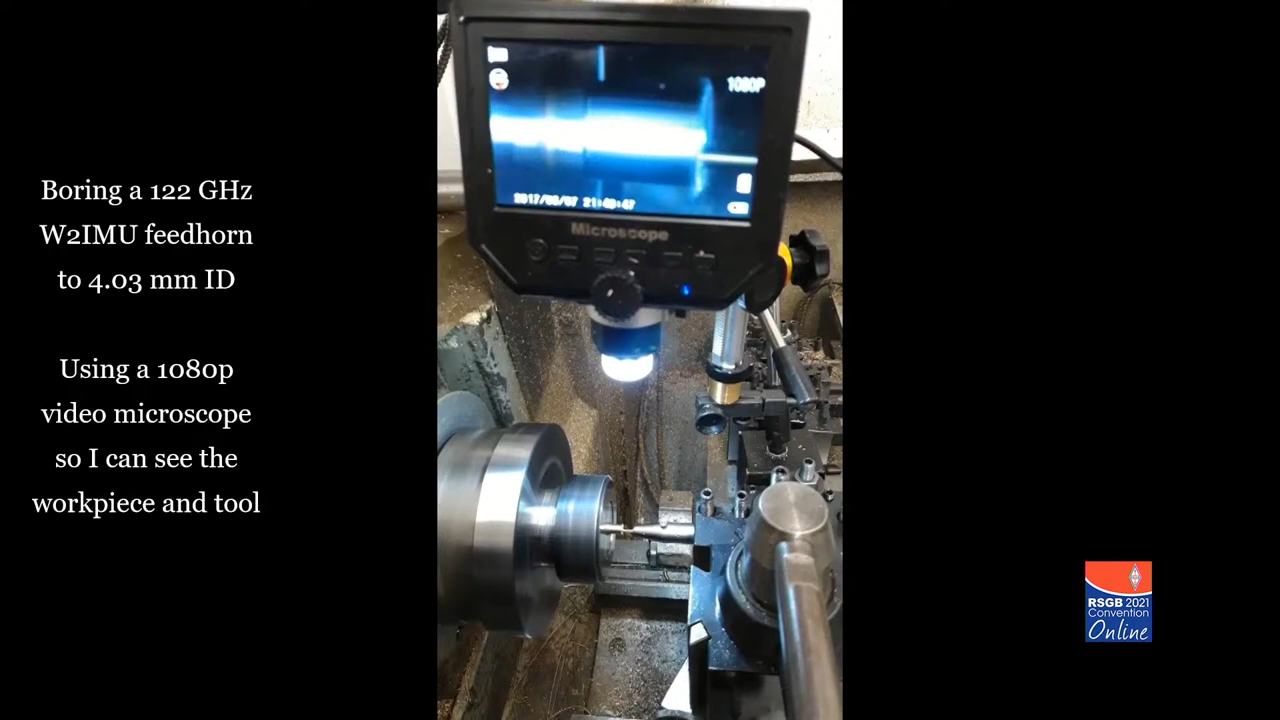 Boring a 122 GHz
W2IMU feedhorn
to 4.03 mm ID
Using a 1080p
video microscope
so I can see the
workpiece and tool
1080P
Microscope
RSGB 2021
Convention
Online